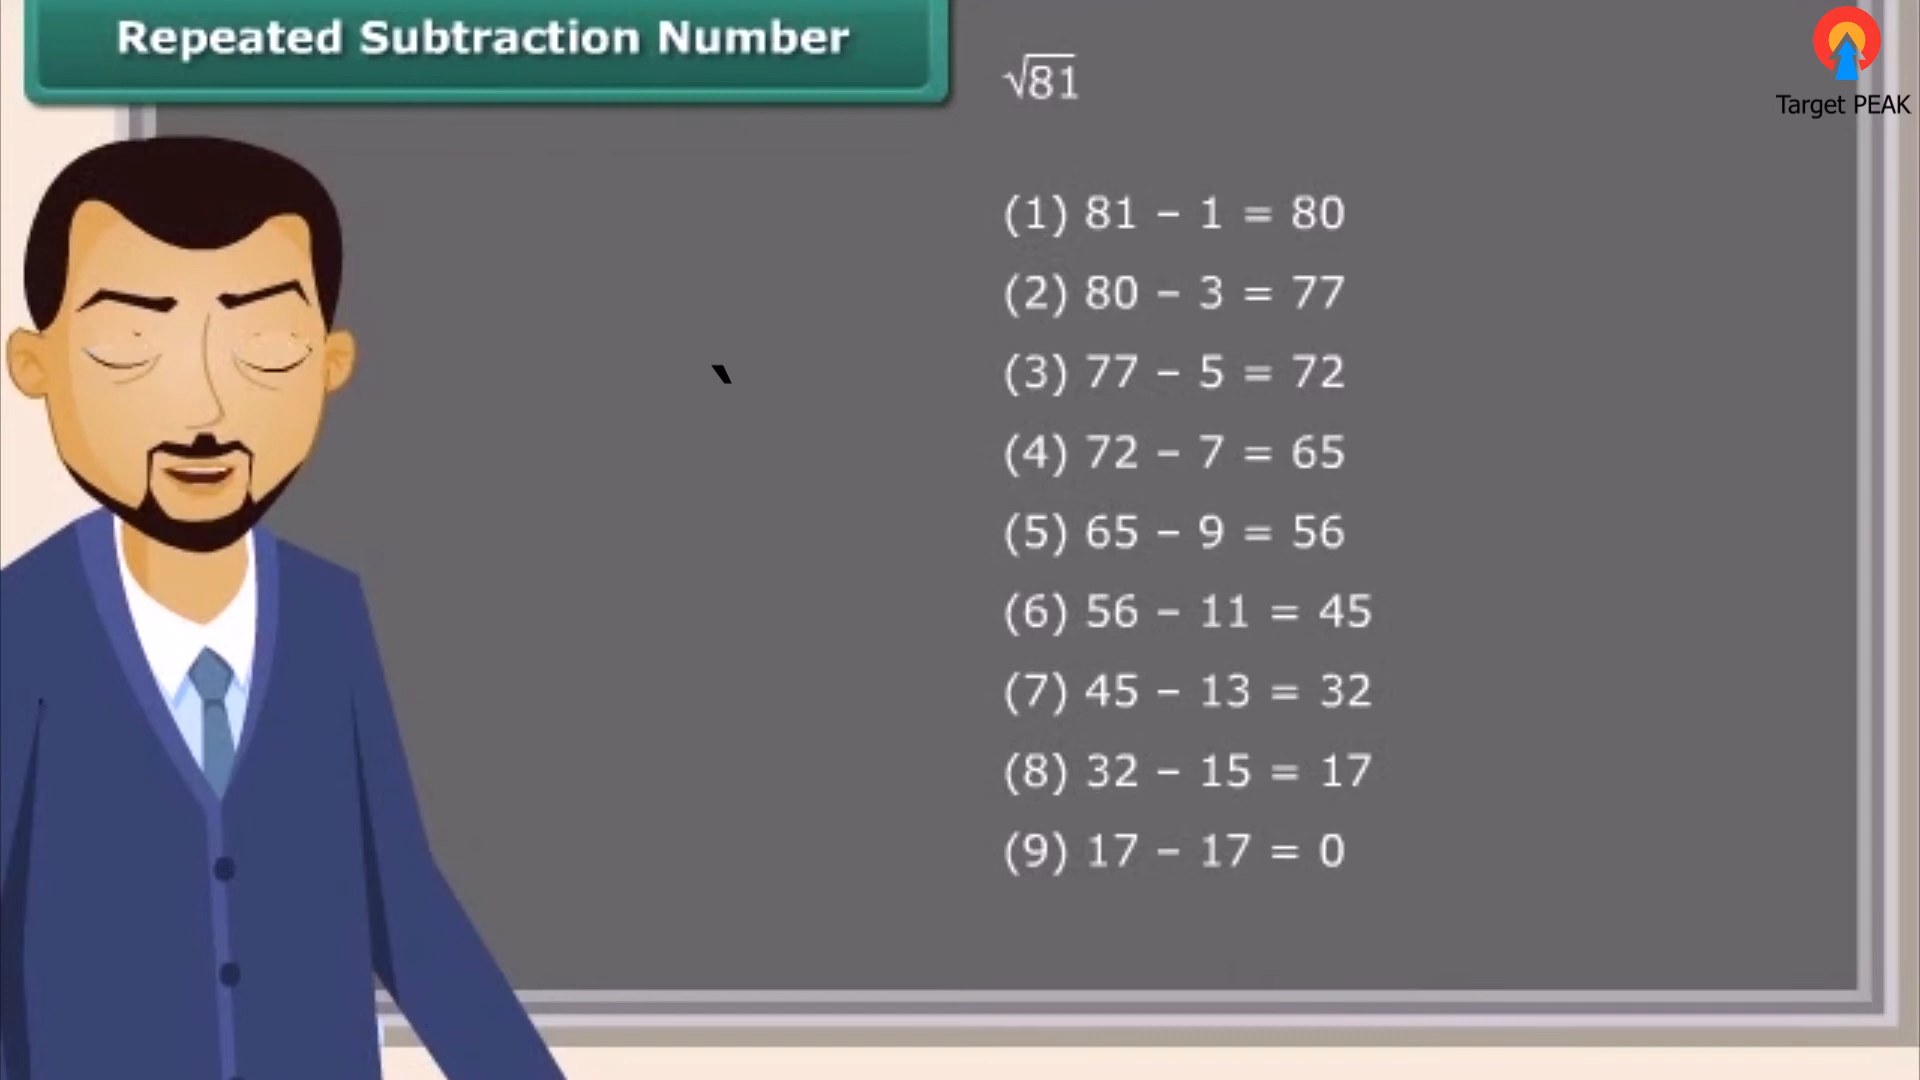 Repeated Subtraction Number
√81
Target PEAK
(1) 81 – 1 = 80
(2) 80 – 3 = 77
(3) 77 – 5 = 72
(4) 72 – 7 = 65
(5) 65 – 9 = 56
(6) 56 – 11 = 45
(7) 45 – 13 = 32
(8) 32 – 15 = 17
(9) 17 – 17 = 0